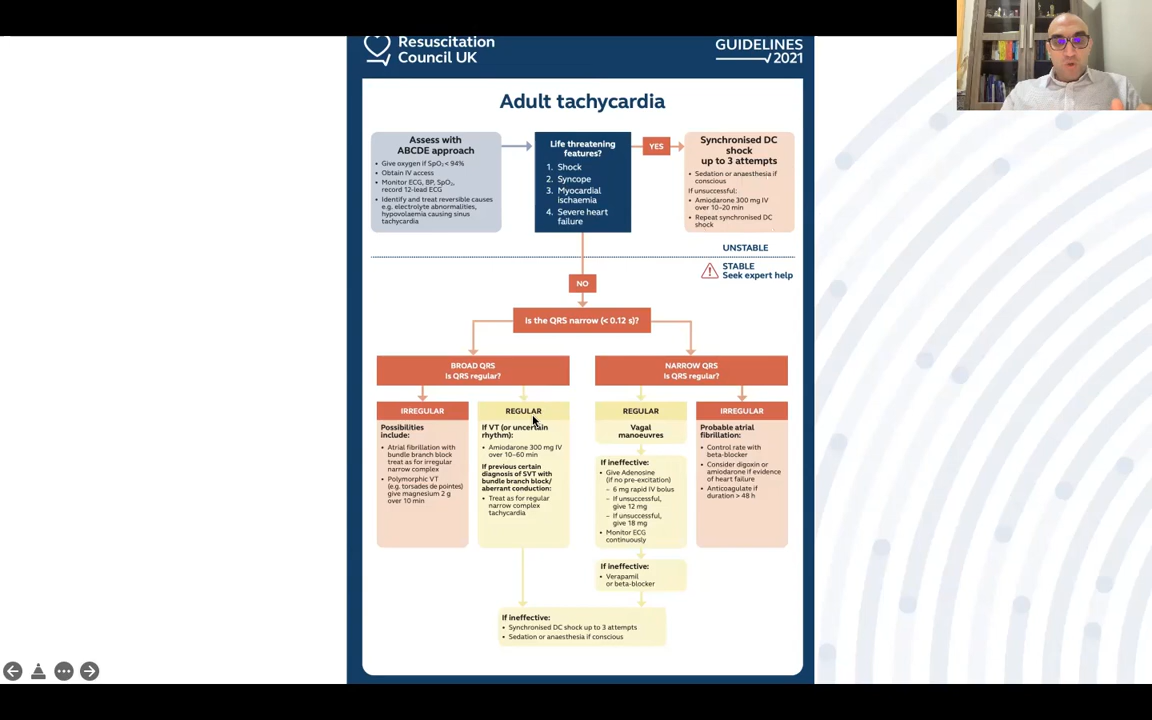 Resuscitation
Council UK
GUIDELINES
2021
Adult tachycardia
Assess with
ABCDE approach
• Give oxygen if SpO₂ < 94%
• Obtain IV access
• Monitor ECG, BP, SpO₂,
record 12-lead ECG
• Identify and treat reversible causes
e.g. electrolyte abnormalities,
hypovolaemia causing sinus
tachycardia
Life threatening
features?
1. Shock
2. Syncope
3. Myocardial
ischaemia
4. Severe heart
failure
YES
Synchronised DC
shock
up to 3 attempts
• Sedation or anaesthesia if
conscious
If unsuccessful:
• Amiodarone 300 mg IV
over 10–20 min
• Repeat synchronised DC
shock
UNSTABLE
STABLE
Seek expert help
NO
Is the QRS narrow (< 0.12 s)?
BROAD QRS
Is QRS regular?
NARROW QRS
Is QRS regular?
IRREGULAR
Possibilities
include:
• Atrial fibrillation with
bundle branch block
treat as for irregular
narrow complex
• Polymorphic VT
(e.g. torsades de pointes)
give magnesium 2 g
over 10 min
REGULAR
If VT (or uncertain
rhythm):
• Amiodarone 300 mg IV
over 10–60 min
If previous certain
diagnosis of SVT with
bundle branch block/
aberrant conduction:
• Treat as for regular
narrow complex
tachycardia
REGULAR
Vagal
manoeuvres
If ineffective:
• Give Adenosine
(if no pre-excitation)
– 6 mg rapid IV bolus
– If unsuccessful,
give 12 mg
– If unsuccessful,
give 18 mg
• Monitor ECG
continuously
If ineffective:
• Verapamil
or beta-blocker
IRREGULAR
Probable atrial
fibrillation:
• Control rate with
beta-blocker
• Consider digoxin or
amiodarone if evidence
of heart failure
• Anticoagulate if
duration > 48 h
If ineffective:
• Synchronised DC shock up to 3 attempts
• Sedation or anaesthesia if conscious